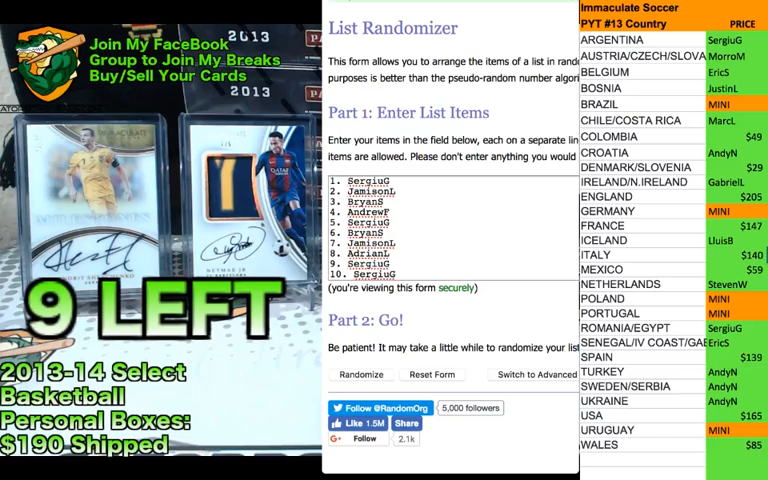 Join My FaceBook
Group to Join My Breaks
Buy/Sell Your Cards
2013
2013
NEYMAR JR
9 LEFT
2013-14 Select
Basketball
Personal Boxes:
$190 Shipped
List Randomizer
This form allows you to arrange the items of a list in rand
purposes is better than the pseudo-random number algori
Part 1: Enter List Items
Enter your items in the field below, each on a separate lin
items are allowed. Please don't enter anything you would
1. SergiuG
2. JamisonL
3. BryanS
4. AndrewF
5. SergiuG
6. BryanS
7. JamisonL
8. AdrianL
9. SergiuG
10. SergiuG
(you're viewing this form securely)
Part 2: Go!
Be patient! It may take a little while to randomize your list
Randomize Reset Form Switch to Advanced
Follow @RandomOrg 5,000 followers
Like 1.5M Share
G+ Follow 2.1k
Immaculate Soccer
PYT #13 Country PRICE
ARGENTINA SergiuG
AUSTRIA/CZECH/SLOVA MorroM
BELGIUM EricS
BOSNIA JustinL
BRAZIL MINI
CHILE/COSTA RICA MarcL
COLOMBIA $49
CROATIA AndyN
DENMARK/SLOVENIA $29
IRELAND/N.IRELAND GabrielL
ENGLAND $205
GERMANY MINI
FRANCE $147
ICELAND LluisB
ITALY $140
MEXICO $59
NETHERLANDS StevenW
POLAND MINI
PORTUGAL MINI
ROMANIA/EGYPT SergiuG
SENEGAL/IV COAST/GA EricS
SPAIN $139
TURKEY AndyN
SWEDEN/SERBIA AndyN
UKRAINE AndyN
USA $165
URUGUAY MINI
WALES $85